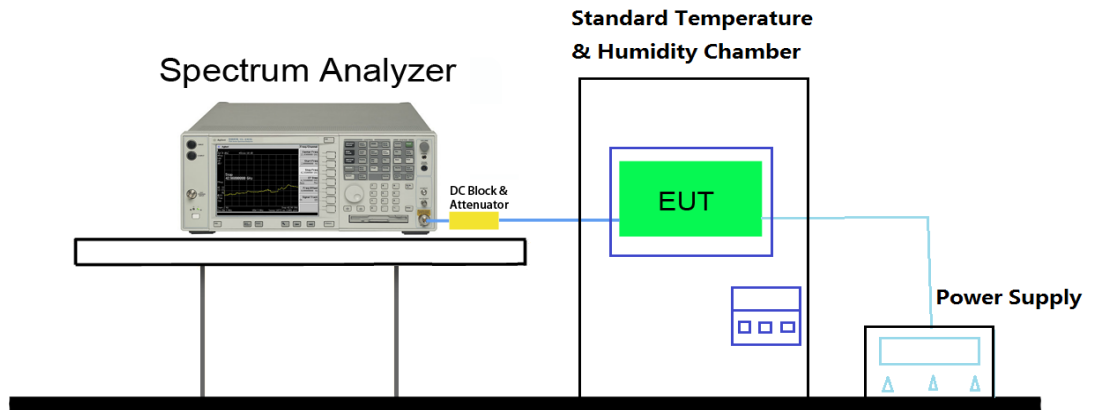 Standard Temperature
& Humidity Chamber
Spectrum Analyzer
DC Block &
Attenuator
EUT
Power Supply